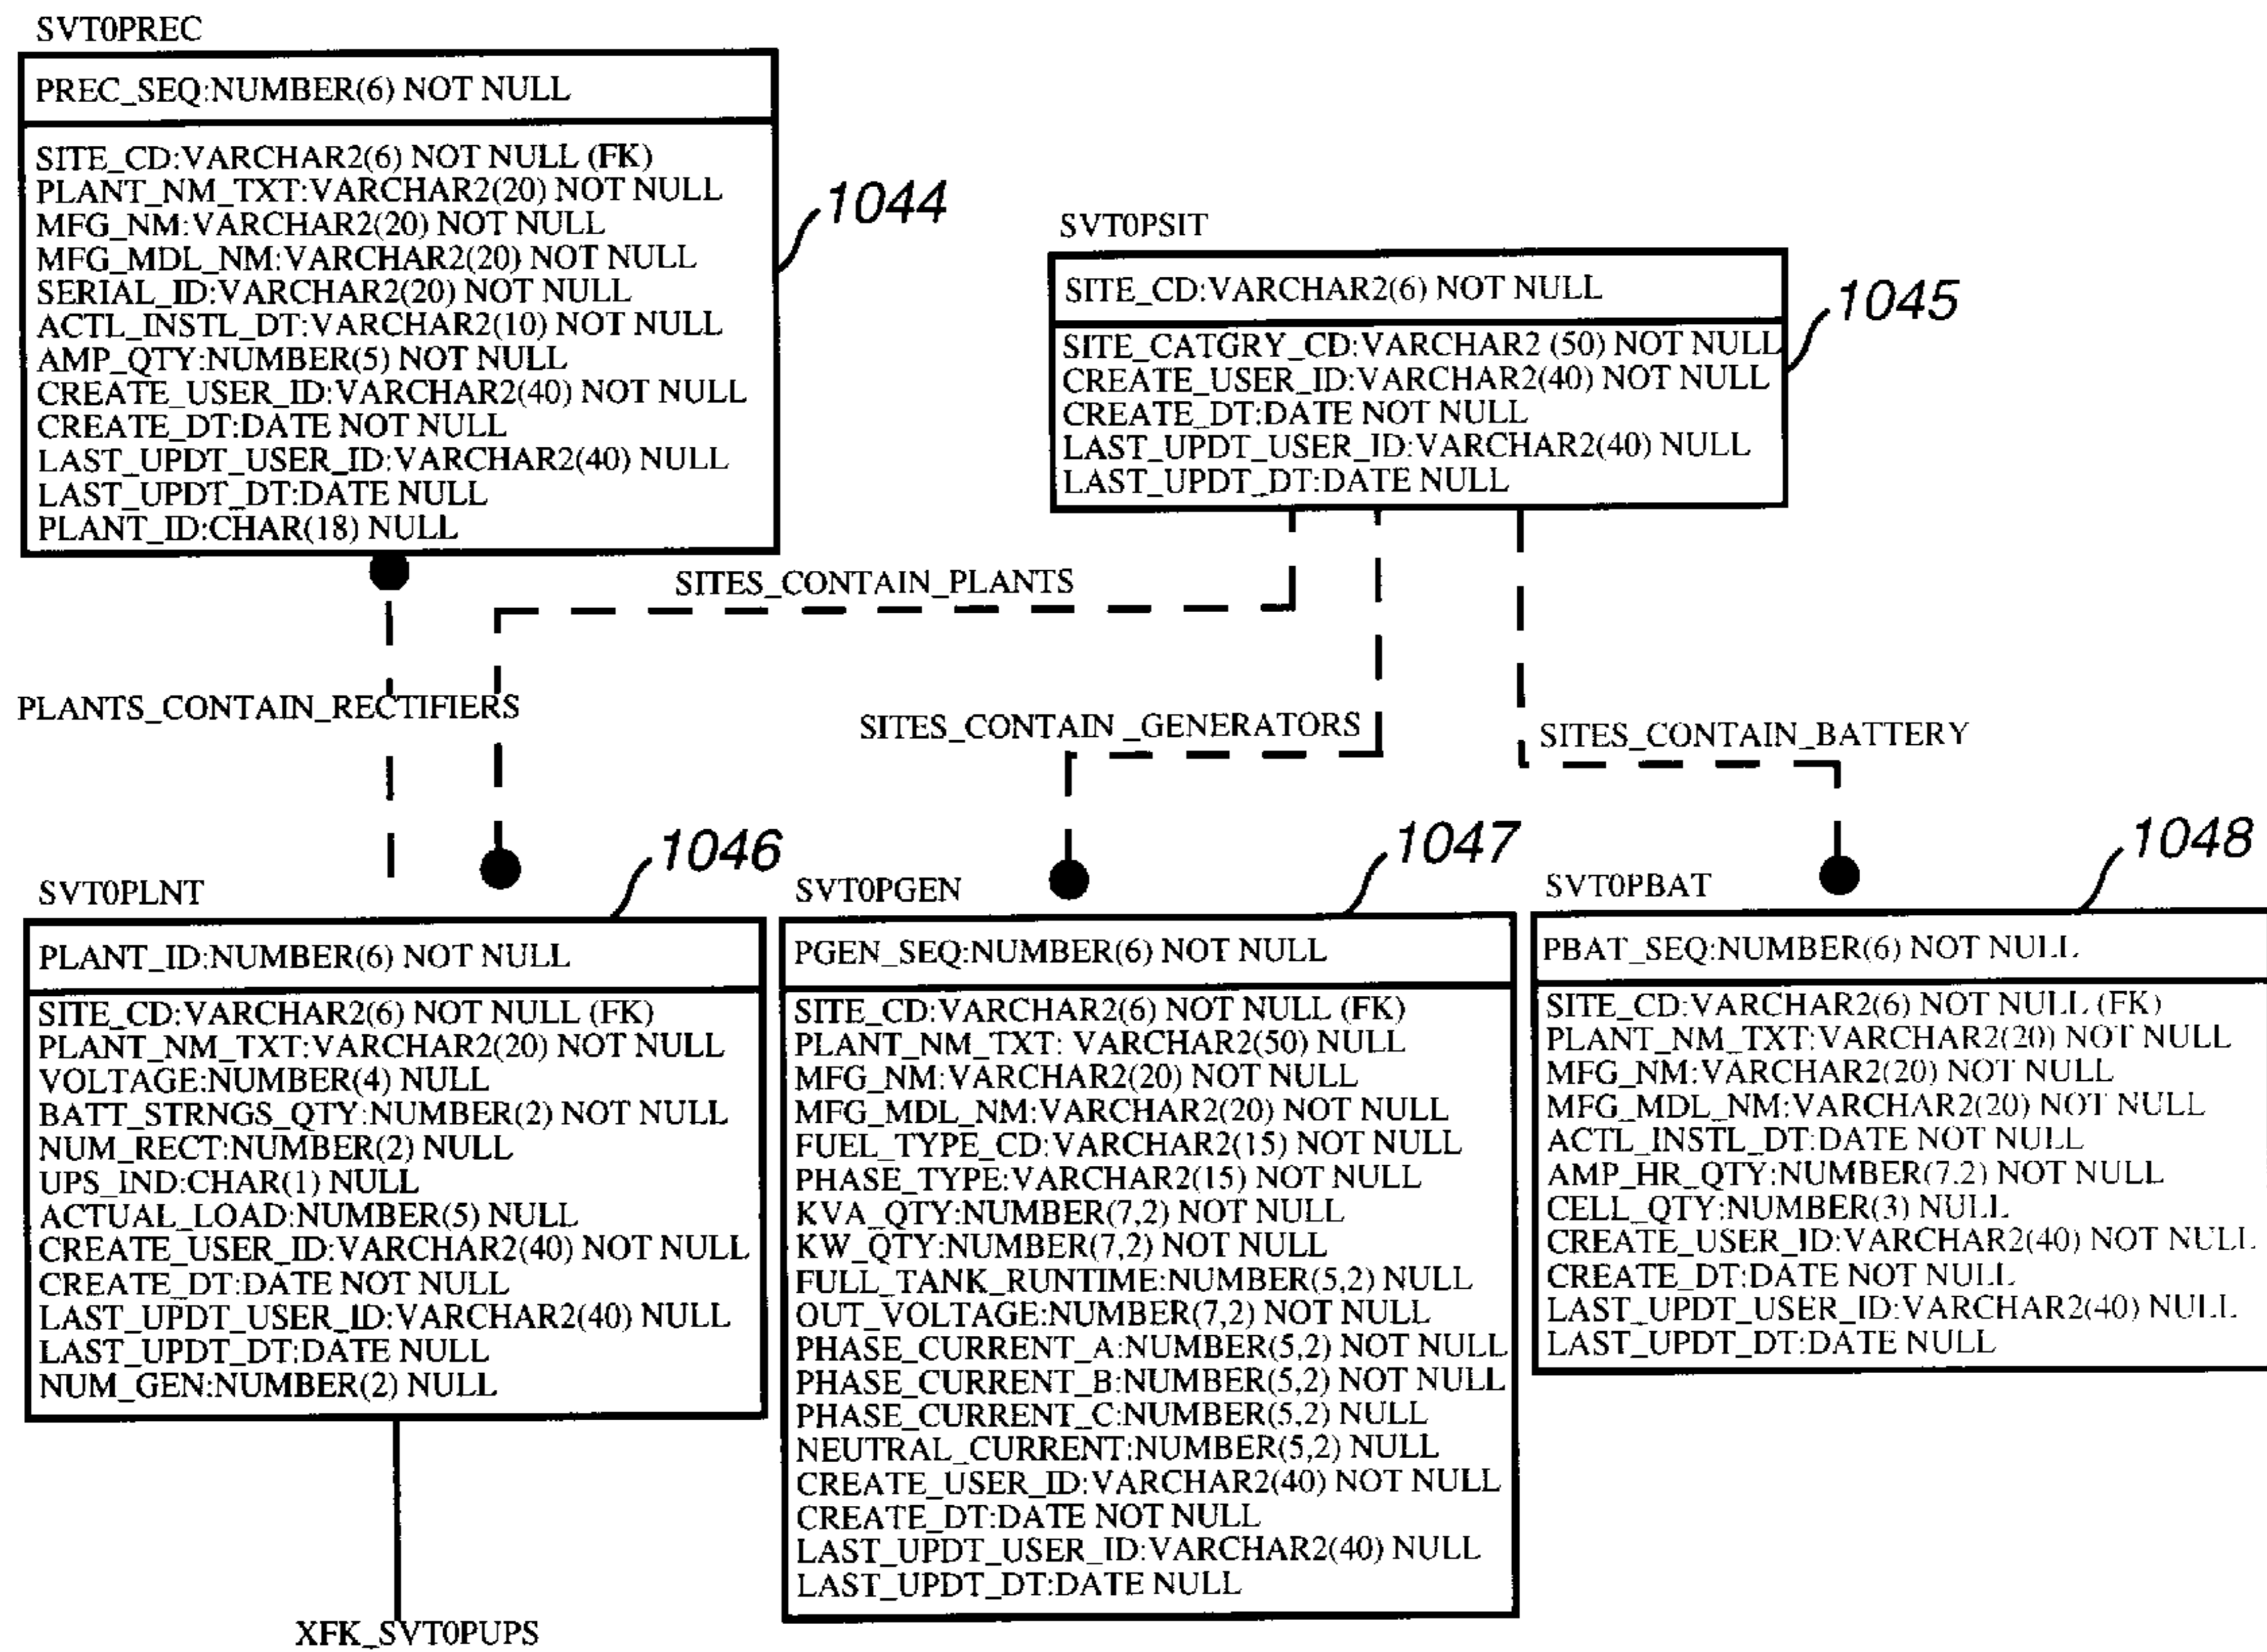 SVT0PREC
PREC_SEQ:NUMBER(6) NOT NULL
SITE_CD:VARCHAR2(6) NOT NULL (FK)
PLANT_NM_TXT:VARCHAR2(20) NOT NULL
MFG_NM:VARCHAR2(20) NOT NULL
MFG_MDL_NM:VARCHAR2(20) NOT NULL
SERIAL_ID:VARCHAR2(20) NOT NULL
ACTL_INSTL_DT:VARCHAR2(10) NOT NULL
AMP_QTY:NUMBER(5) NOT NULL
CREATE_USER_ID:VARCHAR2(40) NOT NULL
CREATE_DT:DATE NOT NULL
LAST_UPDT_USER_ID:VARCHAR2(40) NULL
LAST_UPDT_DT:DATE NULL
PLANT_ID:CHAR(18) NULL
1044
SVT0PSIT
SITE_CD:VARCHAR2(6) NOT NULL
SITE_CATGRY_CD:VARCHAR2 (50) NOT NULL
CREATE_USER_ID:VARCHAR2(40) NOT NULL
CREATE_DT:DATE NOT NULL
LAST_UPDT_USER_ID:VARCHAR2(40) NULL
LAST_UPDT_DT:DATE NULL
1045
SITES_CONTAIN_PLANTS
PLANTS_CONTAIN_RECTIFIERS
SITES_CONTAIN _GENERATORS
SITES_CONTAIN_BATTERY
1046
SVT0PLNT
PLANT_ID:NUMBER(6) NOT NULL
SITE_CD:VARCHAR2(6) NOT NULL (FK)
PLANT_NM_TXT:VARCHAR2(20) NOT NULL
VOLTAGE:NUMBER(4) NULL
BATT_STRNGS_QTY:NUMBER(2) NOT NULL
NUM_RECT:NUMBER(2) NULL
UPS_IND:CHAR(1) NULL
ACTUAL_LOAD:NUMBER(5) NULL
CREATE_USER_ID:VARCHAR2(40) NOT NULL
CREATE_DT:DATE NOT NULL
LAST_UPDT_USER_ID:VARCHAR2(40) NULL
LAST_UPDT_DT:DATE NULL
NUM_GEN:NUMBER(2) NULL
XFK_SVT0PUPS
1047
SVT0PGEN
PGEN_SEQ:NUMBER(6) NOT NULL
SITE_CD:VARCHAR2(6) NOT NULL (FK)
PLANT_NM_TXT: VARCHAR2(50) NULL
MFG_NM:VARCHAR2(20) NOT NULL
MFG_MDL_NM:VARCHAR2(20) NOT NULL
FUEL_TYPE_CD:VARCHAR2(15) NOT NULL
PHASE_TYPE:VARCHAR2(15) NOT NULL
KVA_QTY:NUMBER(7,2) NOT NULL
KW_QTY:NUMBER(7,2) NOT NULL
FULL_TANK_RUNTIME:NUMBER(5,2) NULL
OUT_VOLTAGE:NUMBER(7,2) NOT NULL
PHASE_CURRENT_A:NUMBER(5,2) NOT NULL
PHASE_CURRENT_B:NUMBER(5,2) NOT NULL
PHASE_CURRENT_C:NUMBER(5,2) NULL
NEUTRAL_CURRENT:NUMBER(5,2) NULL
CREATE_USER_ID:VARCHAR2(40) NOT NULL
CREATE_DT:DATE NOT NULL
LAST_UPDT_USER_ID:VARCHAR2(40) NULL
LAST_UPDT_DT:DATE NULL
1048
SVT0PBAT
PBAT_SEQ:NUMBER(6) NOT NULL
SITE_CD:VARCHAR2(6) NOT NULL (FK)
PLANT_NM_TXT:VARCHAR2(20) NOT NULL
MFG_NM:VARCHAR2(20) NOT NULL
MFG_MDL_NM:VARCHAR2(20) NOT NULL
ACTL_INSTL_DT:DATE NOT NULL
AMP_HR_QTY:NUMBER(7.2) NOT NULL
CELL_QTY:NUMBER(3) NULL
CREATE_USER_ID:VARCHAR2(40) NOT NULL
CREATE_DT:DATE NOT NULL
LAST_UPDT_USER_ID:VARCHAR2(40) NULL
LAST_UPDT_DT:DATE NULL